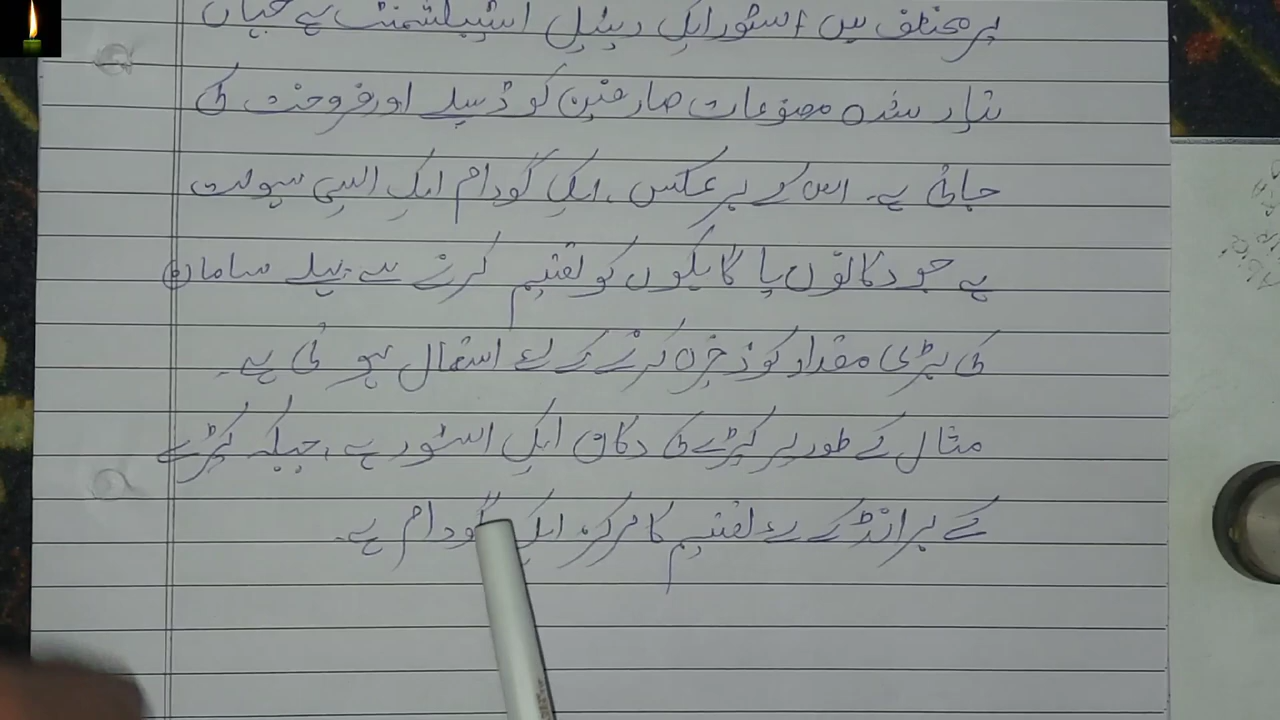 پر مختلف ہیں۔ اسٹور ایک ریٹیل اسٹیبلشمنٹ ہے جہاں
تیار شدہ مصنوعات صارفین کو ڈسپلے اور فروخت کی
جاتی ہے۔ اس کے برعکس، ایک گودام ایک ایسی سہولت
ہے جو دکانوں یا گاہکوں کو تقسیم کرنے سے پہلے سامان
کی بڑی مقدار کو ذخیرہ کرنے کے لئے استعمال ہوتی ہے۔
مثال کے طور پر کپڑے کی دکان ایک اسٹور ہے، جبکہ کپڑے
کے برانڈ کے لئے تقسیم کا مرکز، ایک گودام ہے۔